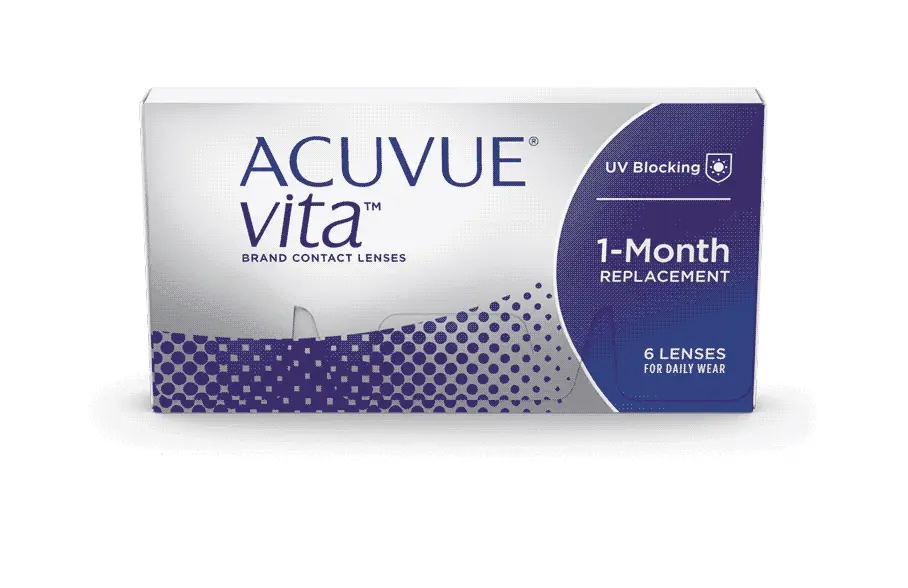 ACUVUE®
vita™
BRAND CONTACT LENSES
UV Blocking
1-Month
REPLACEMENT
6 LENSES
FOR DAILY WEAR